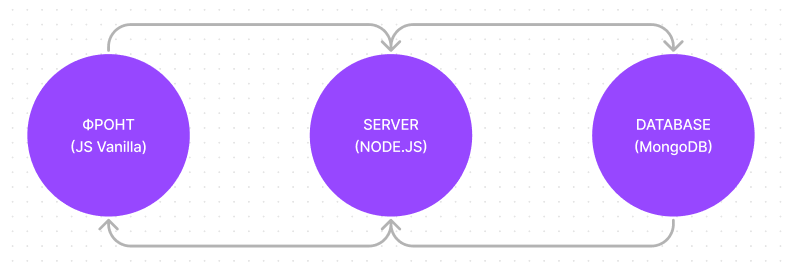 ФРОНТ
(JS Vanilla)
SERVER
(NODE.JS)
DATABASE
(MongoDB)